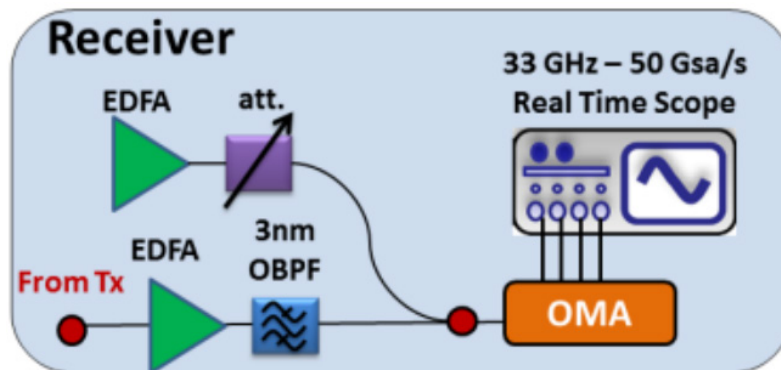 Receiver
33 GHz – 50 Gsa/s
Real Time Scope
EDFA
att.
EDFA
3nm
OBPF
From Tx
OMA